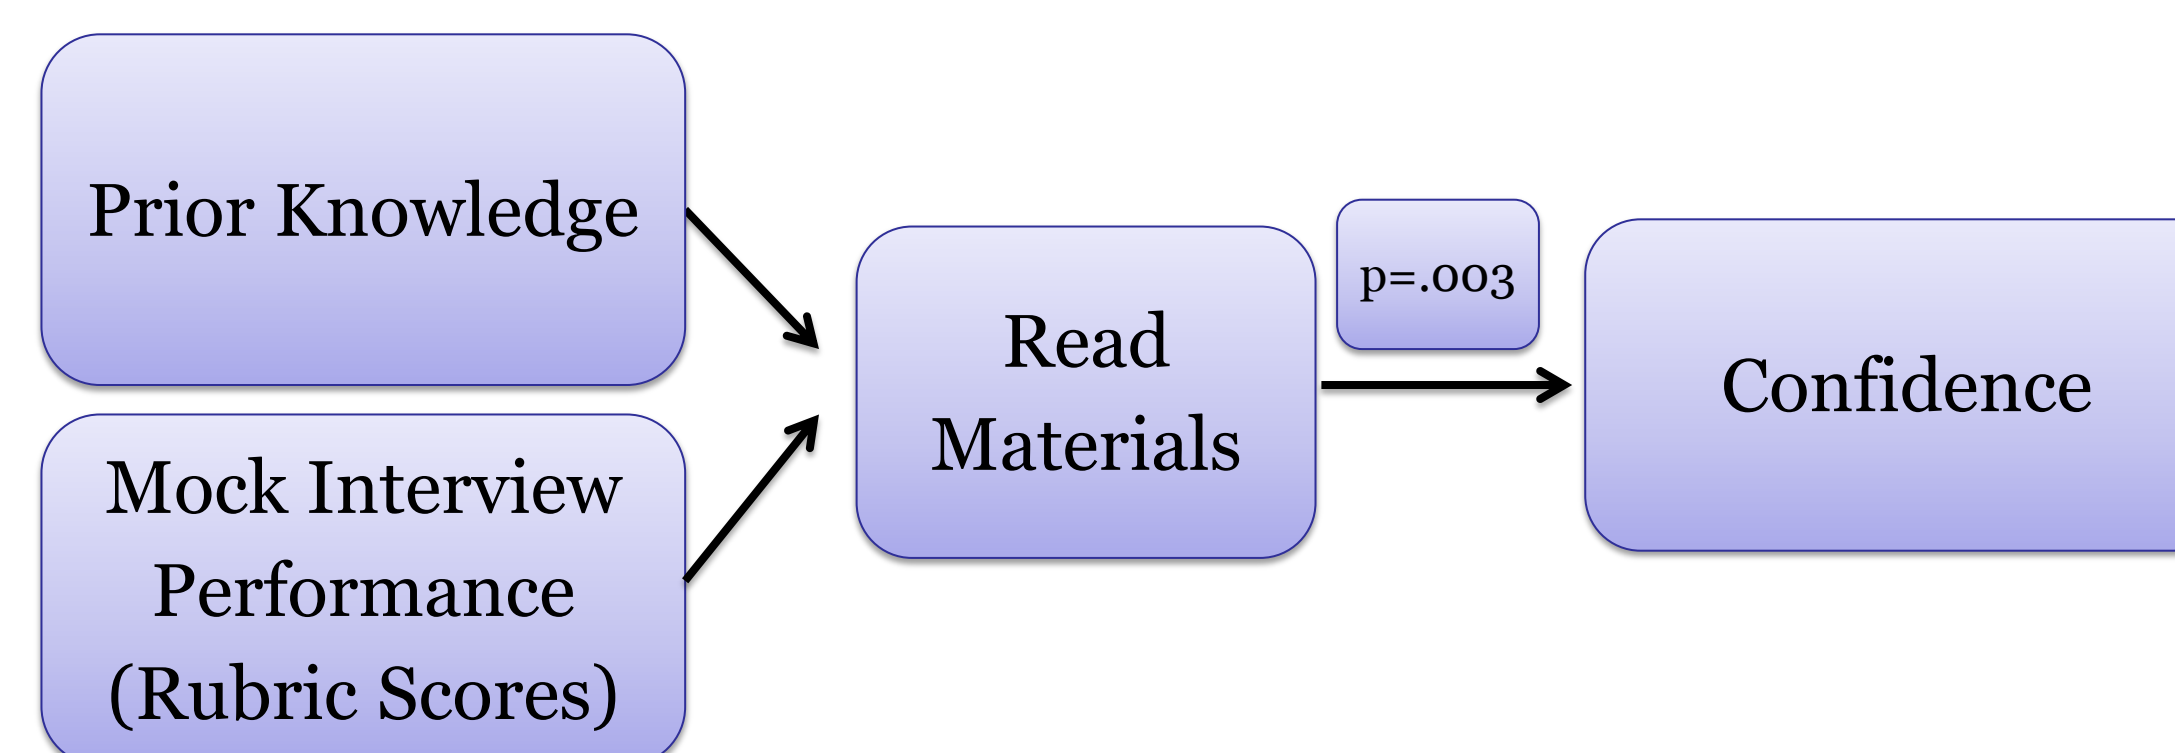 Prior Knowledge
Mock Interview
Performance
(Rubric Scores)
Read
Materials
p=.003
Confidence